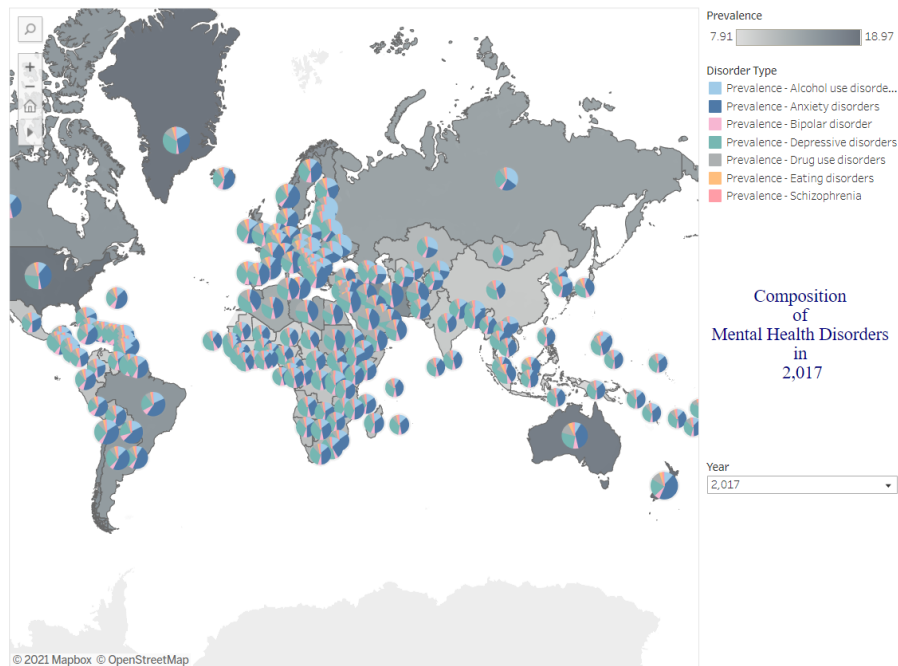 Prevalence
7.91 18.97
Disorder Type
Prevalence - Alcohol use disorde...
Prevalence - Anxiety disorders
Prevalence - Bipolar disorder
Prevalence - Depressive disorders
Prevalence - Drug use disorders
Prevalence - Eating disorders
Prevalence - Schizophrenia
Composition
of
Mental Health Disorders
in
2,017
Year
2,017
© 2021 Mapbox © OpenStreetMap